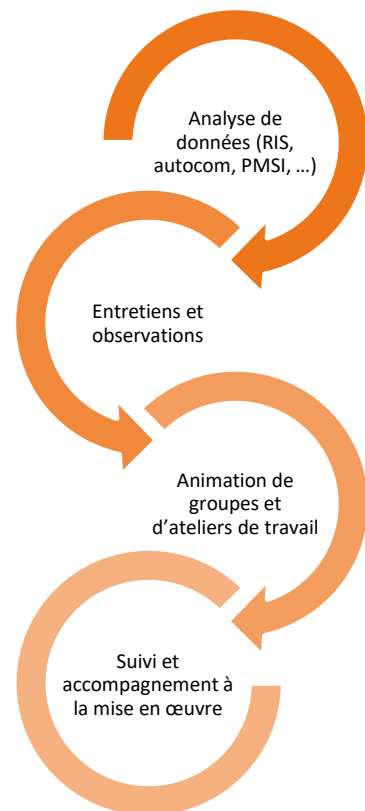 Analyse de
données (RIS,
autocom, PMSI, …)
Entretiens et
observations
Animation de
groupes et
d’ateliers de travail
Suivi et
accompagnement à
la mise en œuvre